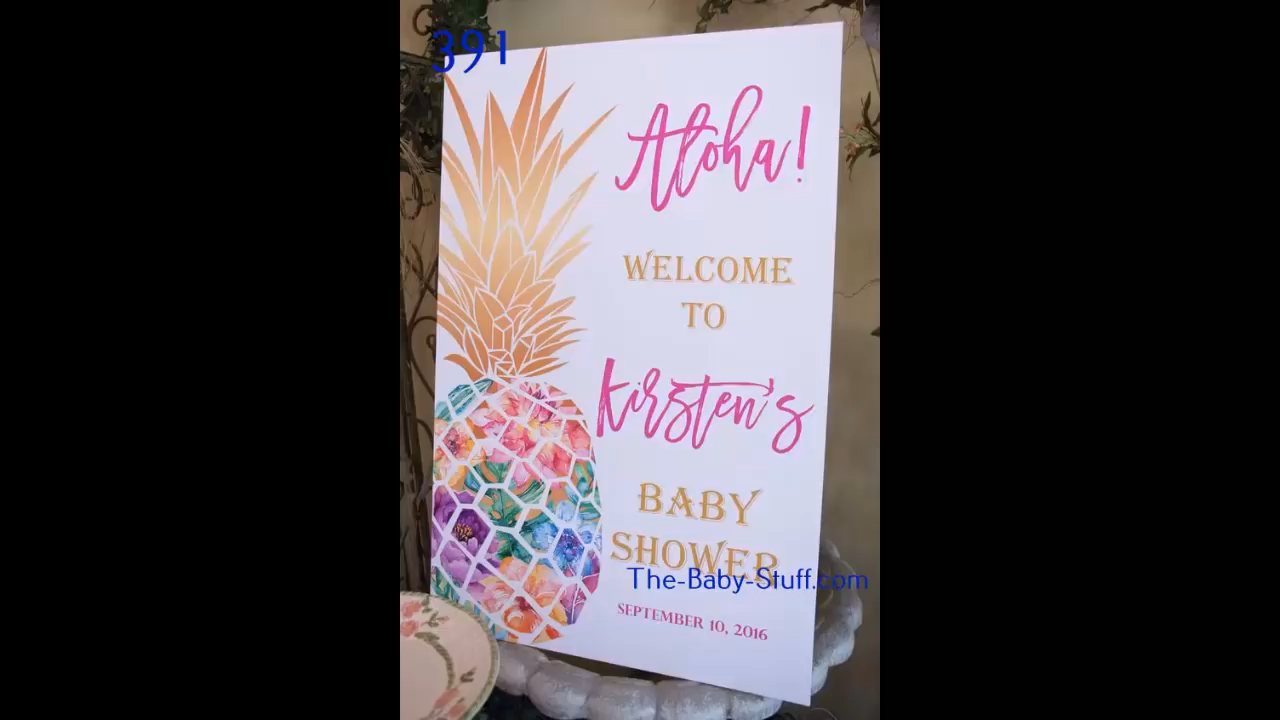 391
Aloha!
WELCOME
TO
Kirsten's
BABY
SHOWER
The-Baby-Stuff.com
SEPTEMBER 10, 2016